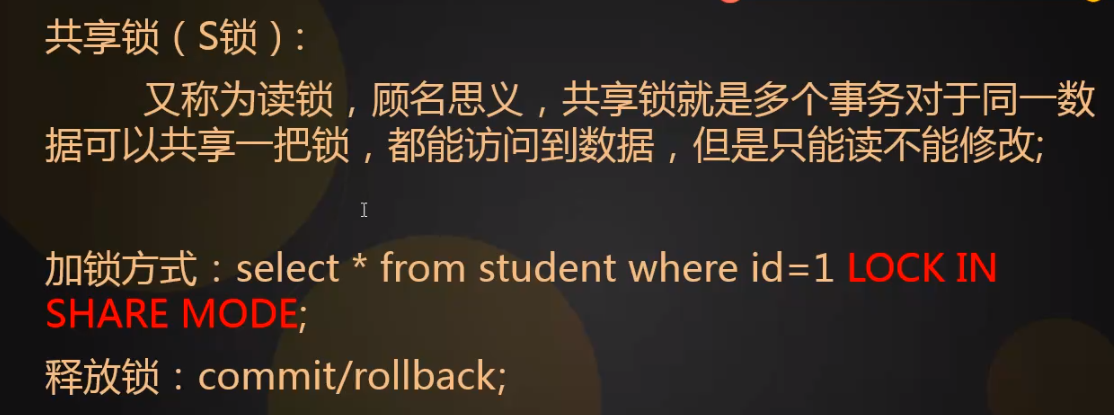 共享锁（S锁）:
又称为读锁，顾名思义，共享锁就是多个事务对于同一数
据可以共享一把锁，都能访问到数据，但是只能读不能修改;
加锁方式：select * from student where id=1 LOCK IN
SHARE MODE;
释放锁：commit/rollback;